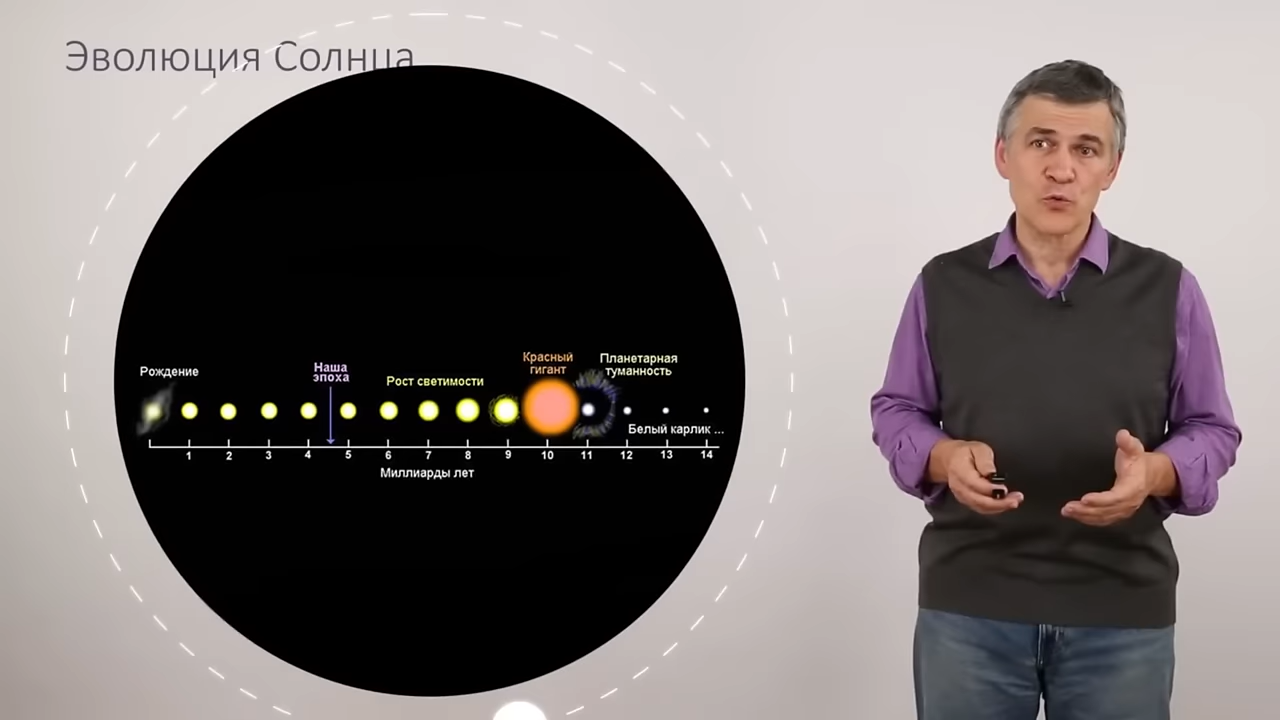 Эволюция Солнца
Рождение
Наша
эпоха
Рост светимости
Красный
гигант
Планетарная
туманность
Белый карлик ...
1 2 3 4 5 6 7 8 9 10 11 12 13 14
Миллиарды лет